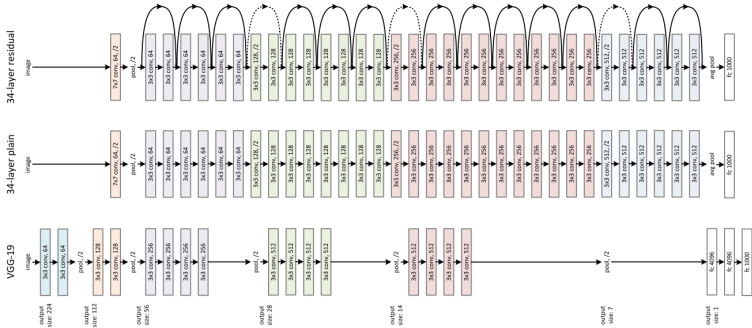 34-layer residual
image
7x7 conv, 64, /2
pool, /2
3x3 conv, 64
3x3 conv, 64
3x3 conv, 64
3x3 conv, 64
3x3 conv, 64
3x3 conv, 64
3x3 conv, 128, /2
3x3 conv, 128
3x3 conv, 128
3x3 conv, 128
3x3 conv, 128
3x3 conv, 128
3x3 conv, 128
3x3 conv, 128
3x3 conv, 256, /2
3x3 conv, 256
3x3 conv, 256
3x3 conv, 256
3x3 conv, 256
3x3 conv, 256
3x3 conv, 256
3x3 conv, 256
3x3 conv, 256
3x3 conv, 256
3x3 conv, 256
3x3 conv, 256
3x3 conv, 512, /2
3x3 conv, 512
3x3 conv, 512
3x3 conv, 512
3x3 conv, 512
3x3 conv, 512
avg pool
fc 1000
34-layer plain
image
7x7 conv, 64, /2
pool, /2
3x3 conv, 64
3x3 conv, 64
3x3 conv, 64
3x3 conv, 64
3x3 conv, 64
3x3 conv, 64
3x3 conv, 128, /2
3x3 conv, 128
3x3 conv, 128
3x3 conv, 128
3x3 conv, 128
3x3 conv, 128
3x3 conv, 128
3x3 conv, 128
3x3 conv, 256, /2
3x3 conv, 256
3x3 conv, 256
3x3 conv, 256
3x3 conv, 256
3x3 conv, 256
3x3 conv, 256
3x3 conv, 256
3x3 conv, 256
3x3 conv, 256
3x3 conv, 256
3x3 conv, 256
3x3 conv, 512, /2
3x3 conv, 512
3x3 conv, 512
3x3 conv, 512
3x3 conv, 512
3x3 conv, 512
avg pool
fc 1000
VGG-19
image
3x3 conv, 64
3x3 conv, 64
pool, /2
3x3 conv, 128
3x3 conv, 128
pool, /2
3x3 conv, 256
3x3 conv, 256
3x3 conv, 256
3x3 conv, 256
pool, /2
3x3 conv, 512
3x3 conv, 512
3x3 conv, 512
3x3 conv, 512
pool, /2
3x3 conv, 512
3x3 conv, 512
3x3 conv, 512
3x3 conv, 512
pool, /2
fc 4096
fc 4096
fc 1000
output
size: 224
output
size: 112
output
size: 56
output
size: 28
output
size: 14
output
size: 7
output
size: 1